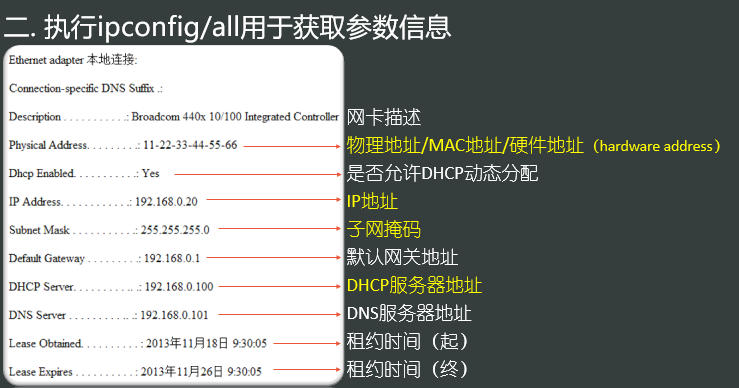 二. 执行ipconfig/all用于获取参数信息
Ethernet adapter 本地连接:
Connection-specific DNS Suffix .:
Description . . . . . . . . . . .: Broadcom 440x 10/100 Integrated Controller 网卡描述
Physical Address. . . . . . . . .: 11-22-33-44-55-66 物理地址/MAC地址/硬件地址（hardware address）
Dhcp Enabled. . . . . . . . . . .: Yes 是否允许DHCP动态分配
IP Address. . . . . . . . . . . .: 192.168.0.20 IP地址
Subnet Mask . . . . . . . . . . . : 255.255.255.0 子网掩码
Default Gateway . . . . . . . . . : 192.168.0.1 默认网关地址
DHCP Server. . . . . . . . . . . .: 192.168.0.100 DHCP服务器地址
DNS Server . . . . . . . . . . . .: 192.168.0.101 DNS服务器地址
Lease Obtained. . . . . . . . . . : 2013年11月18日 9:30:05 租约时间（起）
Lease Expires . . . . . . . . . . : 2013年11月26日 9:30:05 租约时间（终）